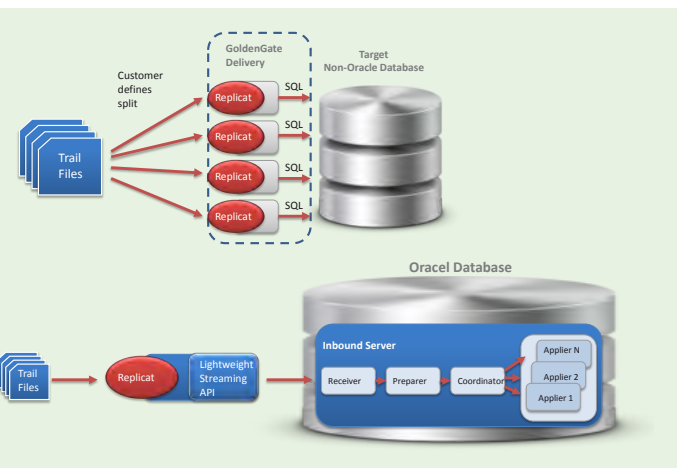 GoldenGate
Delivery
Target
Non-Oracle Database
Customer
defines
split
Trail
Files
Replicat
SQL
Replicat
SQL
Replicat
SQL
Replicat
SQL
Oracel Database
Inbound Server
Trail
Files
Replicat
Lightweight
Streaming
API
Receiver
Preparer
Coordinator
Applier N
Applier 2
Applier 1